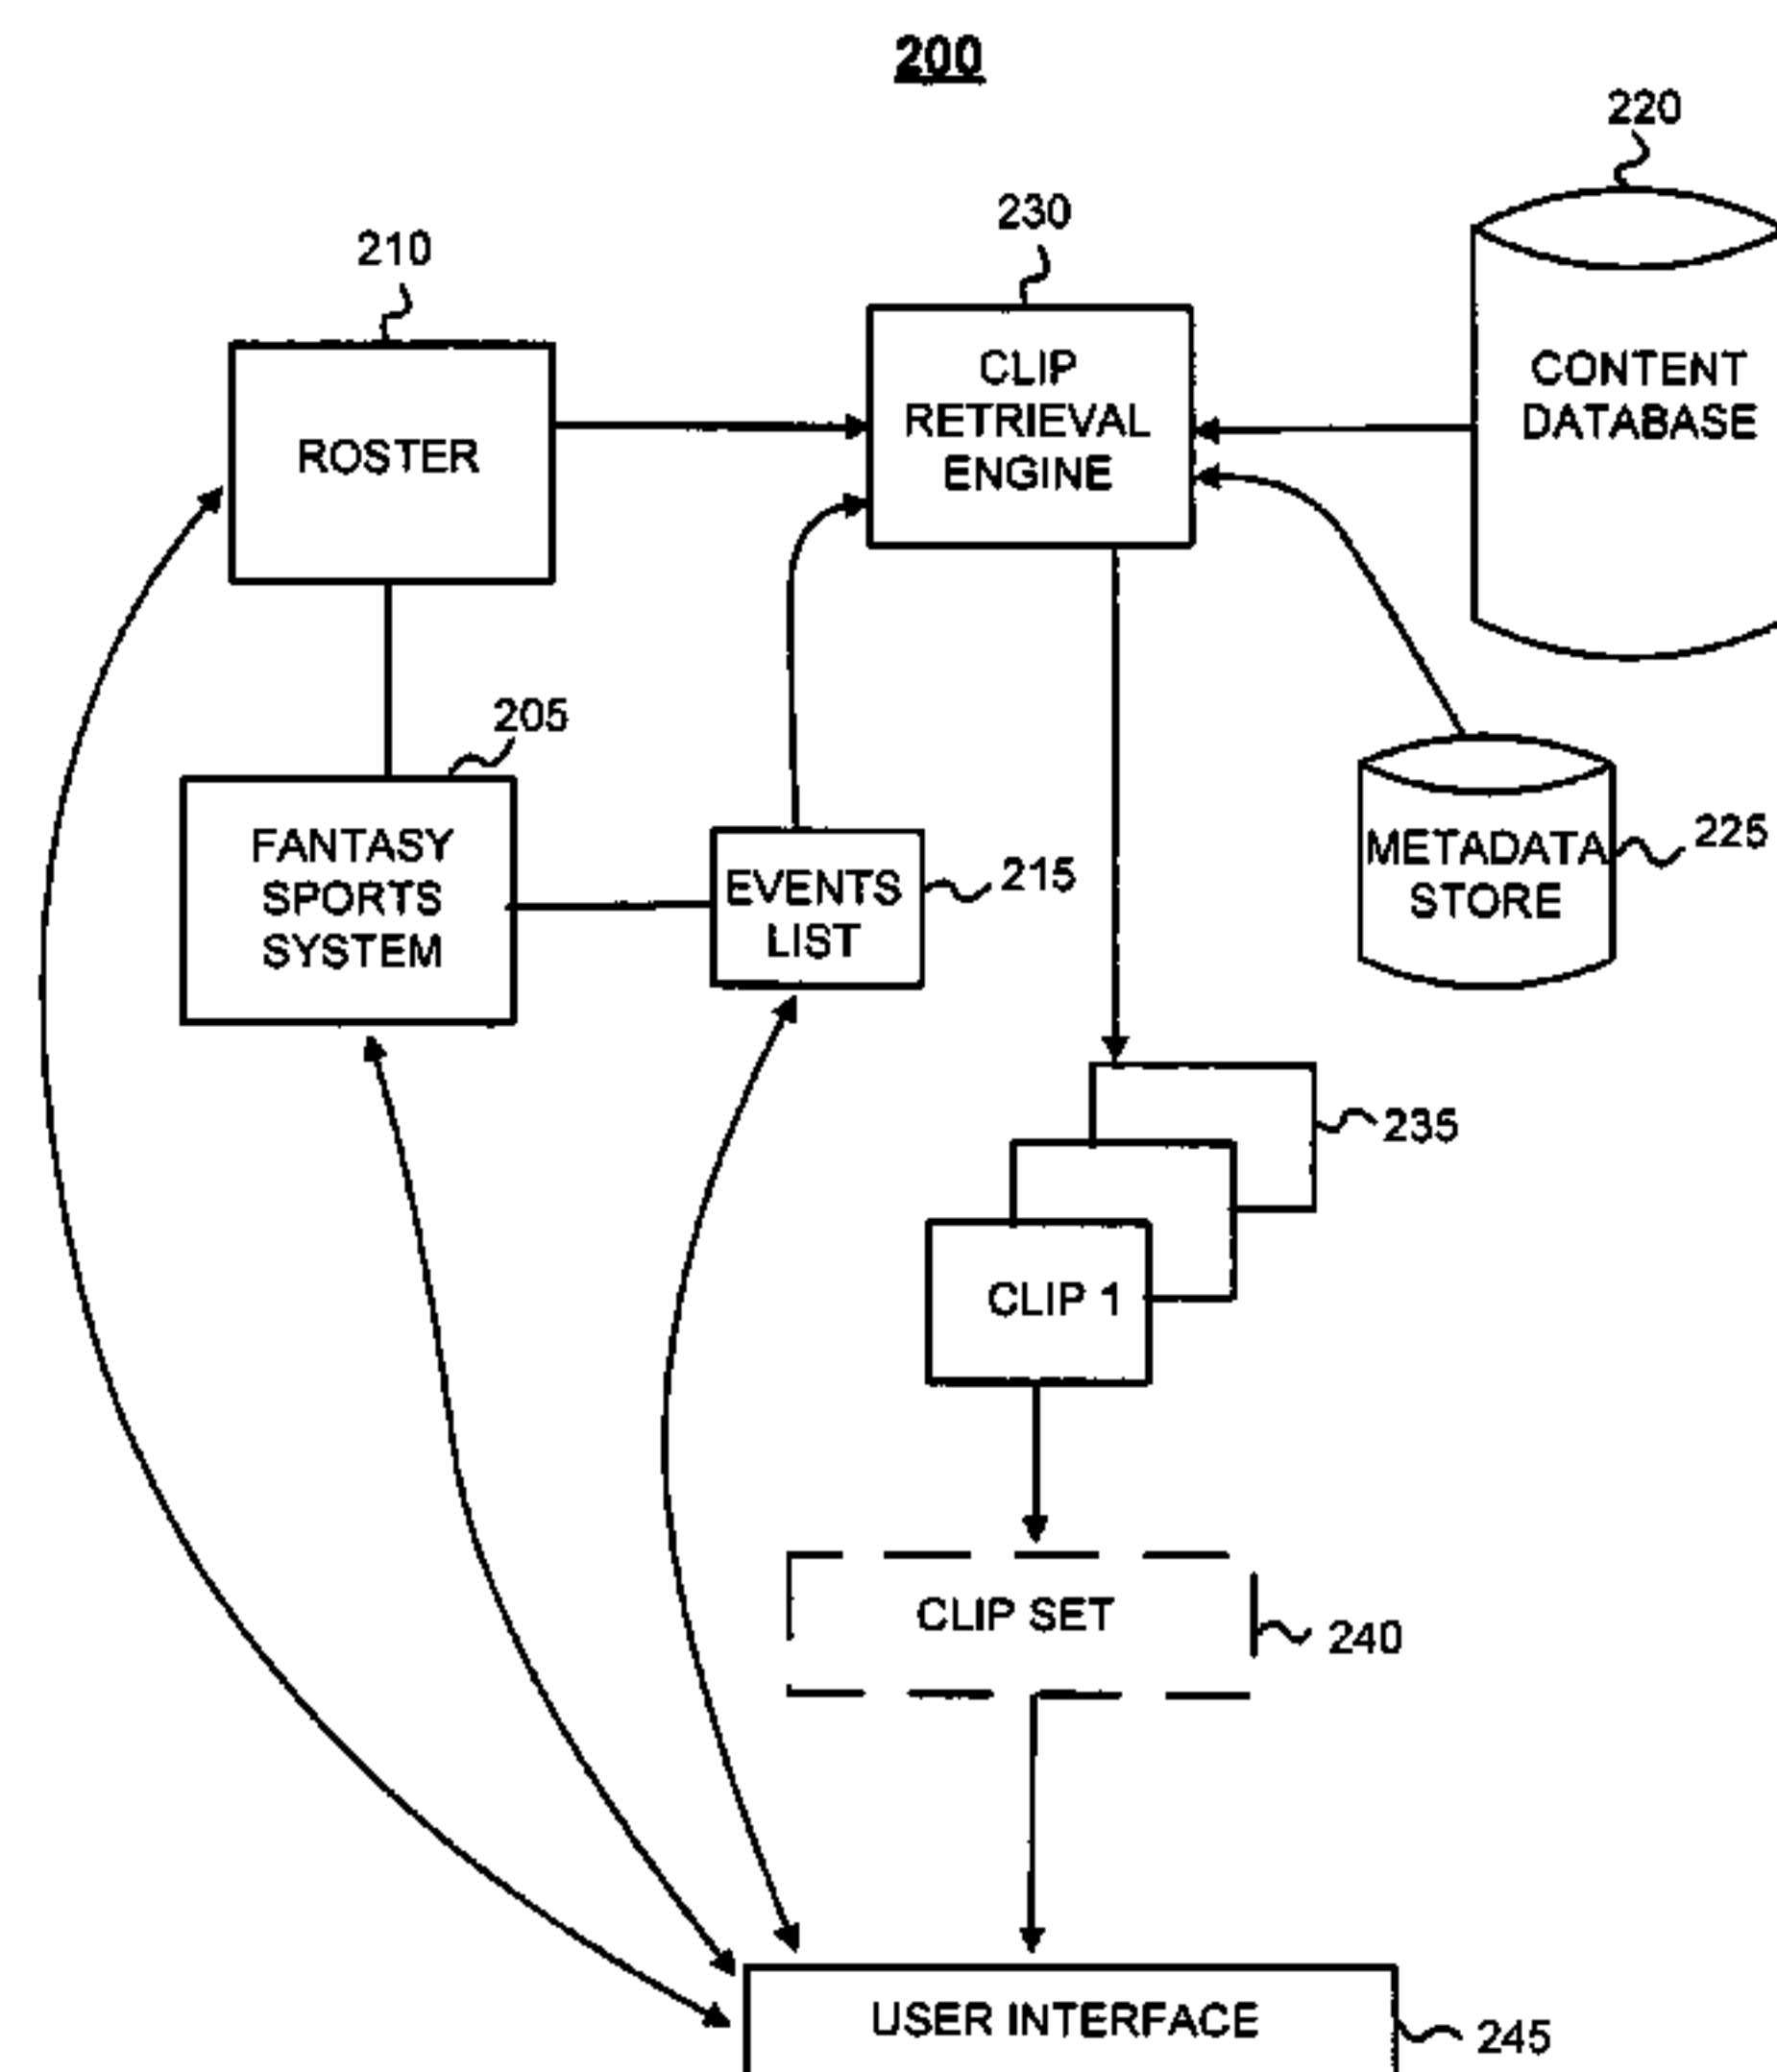 200
220
230
210
CLIP
RETRIEVAL
ENGINE
CONTENT
DATABASE
ROSTER
205
FANTASY
SPORTS
SYSTEM
EVENTS
LIST
215
METADATA
STORE
225
235
CLIP 1
CLIP SET
240
USER INTERFACE
245